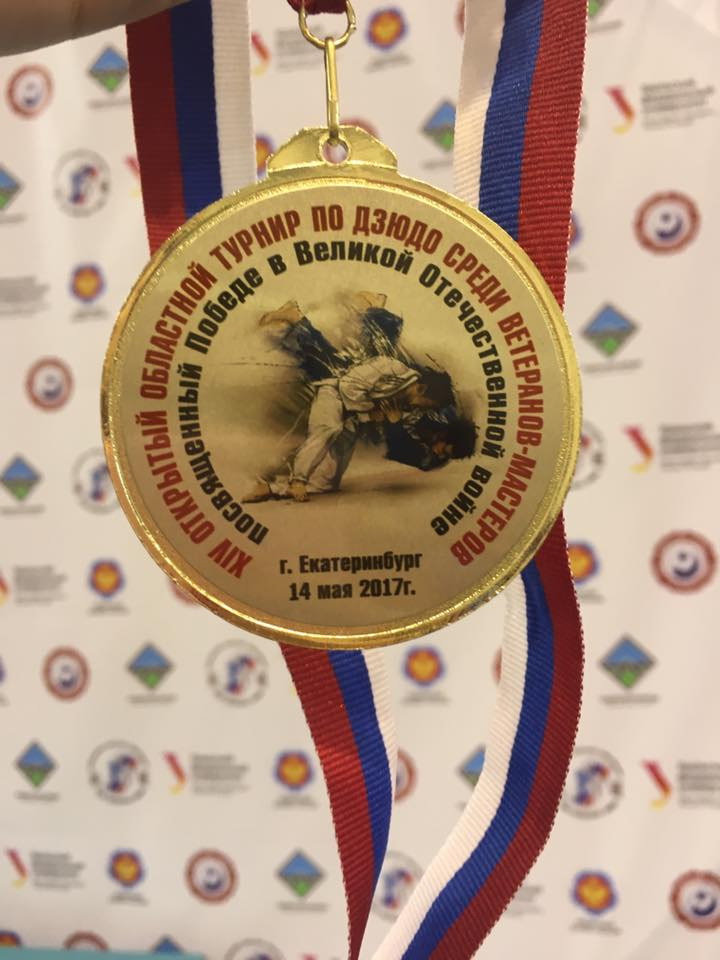 XIV ОТКРЫТЫЙ ОБЛАСТНОЙ ТУРНИР ПО ДЗЮДО СРЕДИ ВЕТЕРАНОВ-МАСТЕРОВ
посвященный Победе в Великой Отечественной войне
г. Екатеринбург
14 мая 2017г.